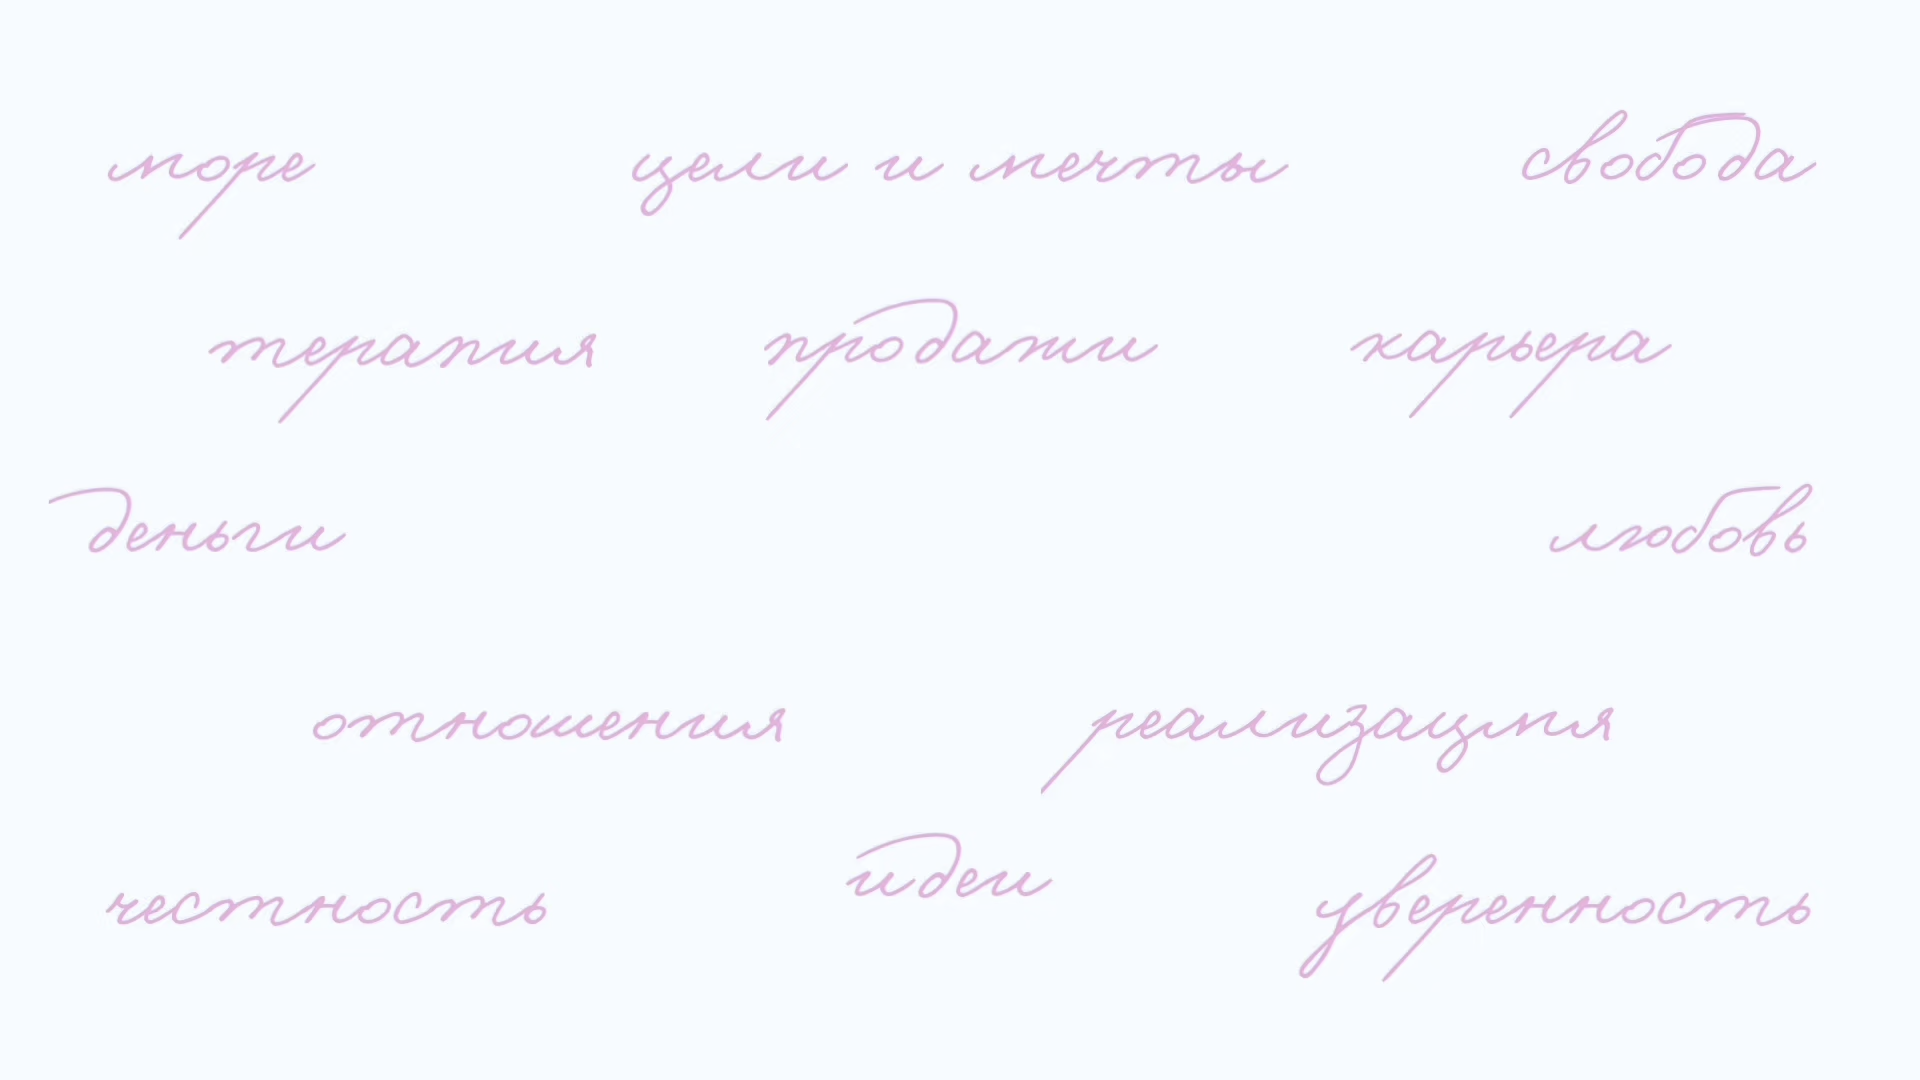 море цели и мечты свобода
терапия продажи карьера
деньги любовь
отношения реализация
честность идеи уверенность